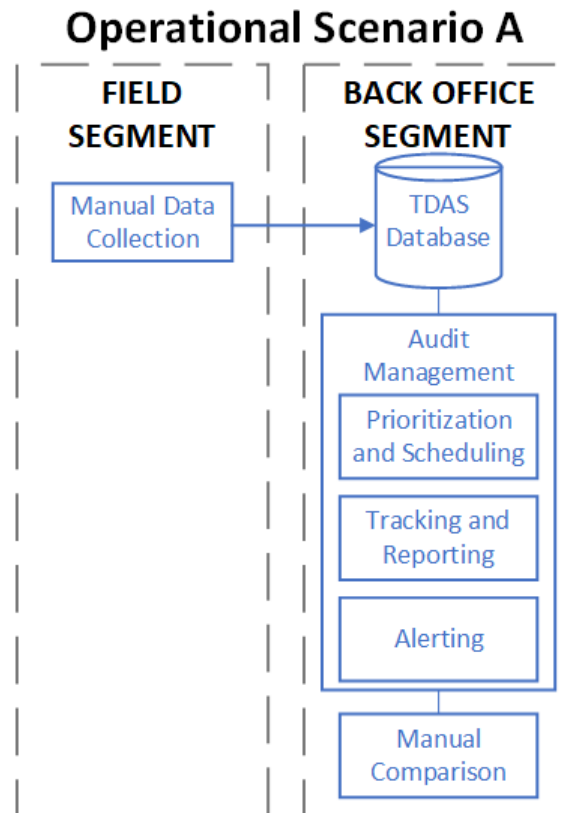 Operational Scenario A
FIELD
SEGMENT
BACK OFFICE
SEGMENT
Manual Data
Collection
TDAS
Database
Audit
Management
Prioritization
and Scheduling
Tracking and
Reporting
Alerting
Manual
Comparison